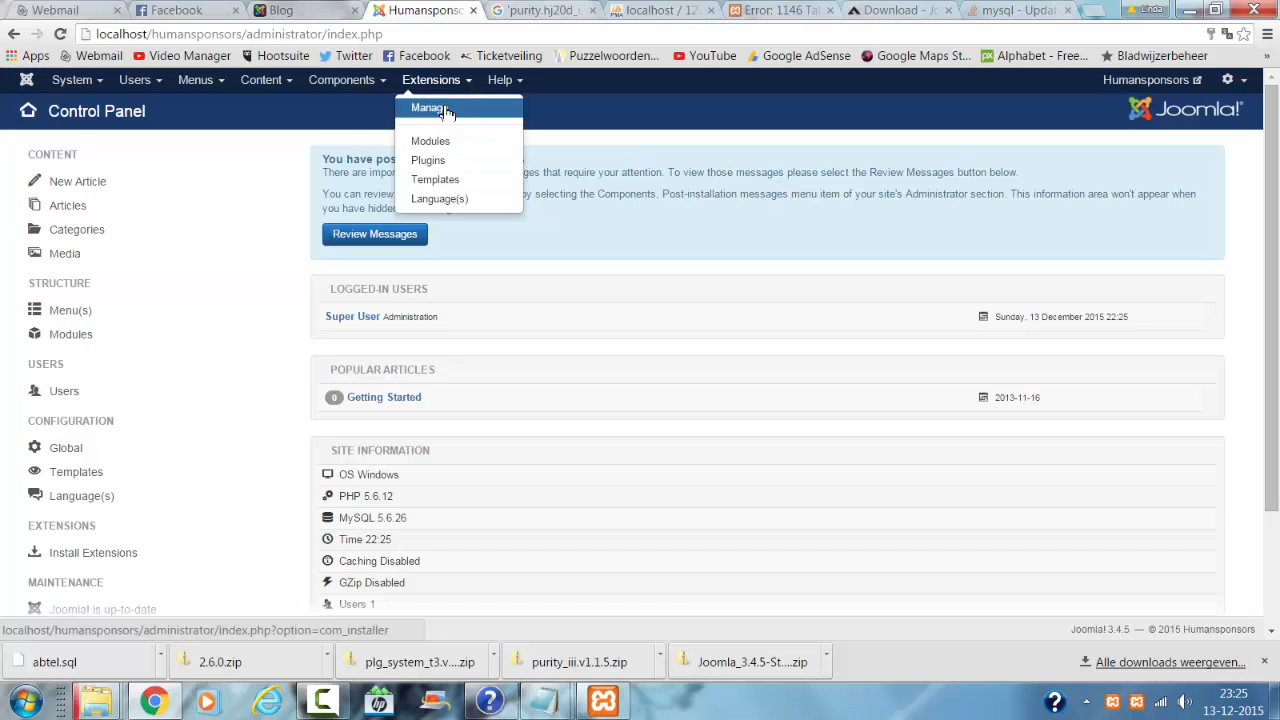 Webmail
Facebook
Blog
Humanspons
'purity.hj20d_
localhost / 12
Error: 1146 Tal
Download - Jo
mysql - Updat
Linda
localhost/humansponsors/administrator/index.php
Apps
Webmail
Video Manager
Hootsuite
Twitter
Facebook
Ticketveiling
Puzzelwoorden...
YouTube
Google AdSense
Google Maps St...
Alphabet - Free...
Bladwijzerbeheer
System
Users
Menus
Content
Components
Extensions
Help
Humansponsors
Control Panel
Joomla!
Manage
Modules
Plugins
Templates
Language(s)
CONTENT
New Article
Articles
Categories
Media
STRUCTURE
Menu(s)
Modules
USERS
Users
CONFIGURATION
Global
Templates
Language(s)
EXTENSIONS
Install Extensions
MAINTENANCE
Joomla! is up-to-date
You have pos
There are impor
ges that require your attention. To view those messages please select the Review Messages button below.
You can review
by selecting the Components, Post-installation messages menu item of your site's Administrator section. This information area won't appear
you have hidden
Review Messages
LOGGED-IN USERS
Super User Administration
Sunday, 13 December 2015 22:25
POPULAR ARTICLES
0 Getting Started
2013-11-16
SITE INFORMATION
OS Windows
PHP 5.6.12
MySQL 5.6.26
Time 22:25
Caching Disabled
GZip Disabled
Users 1
localhost/humansponsors/administrator/index.php?option=com_installer
Joomla! 3.4.5 — © 2015 Humansponsors
abtel.sql
2.6.0.zip
plg_system_t3.v....zip
purity_iii.v1.1.5.zip
Joomla_3.4.5-St....zip
Alle downloads weergeven...
23:25
13-12-2015